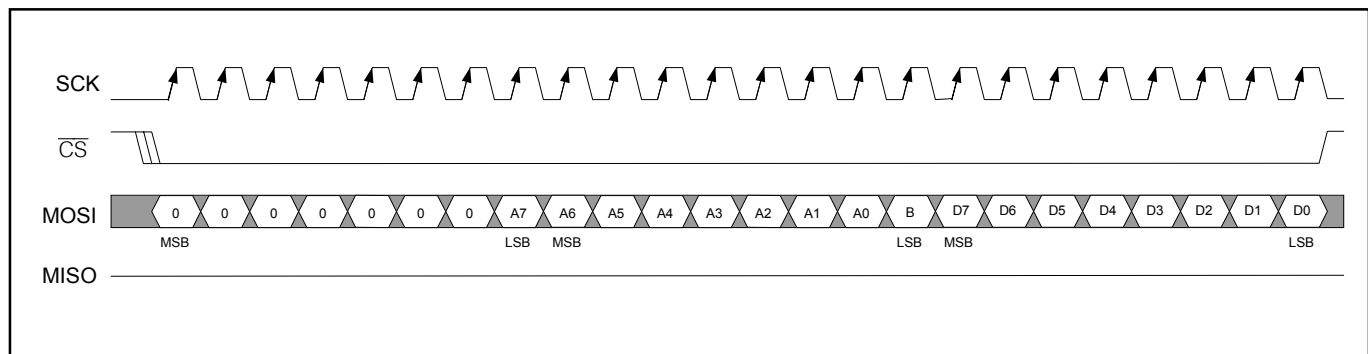 SCK
CS
MOSI 0 0 0 0 0 0 0 A7 A6 A5 A4 A3 A2 A1 A0 B D7 D6 D5 D4 D3 D2 D1 D0
MSB LSB MSB LSB MSB LSB
MISO